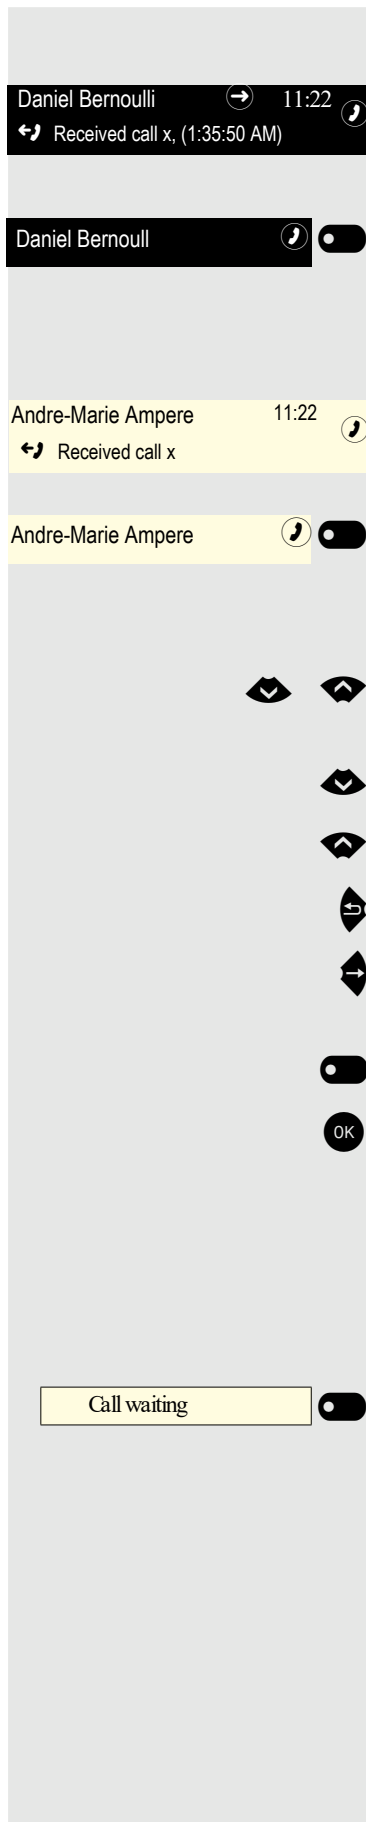 Daniel Bernoulli 11:22
Received call x, (1:35:50 AM)
Daniel Bernoull
Andre-Marie Ampere 11:22
Received call x
Andre-Marie Ampere
OK
Call waiting